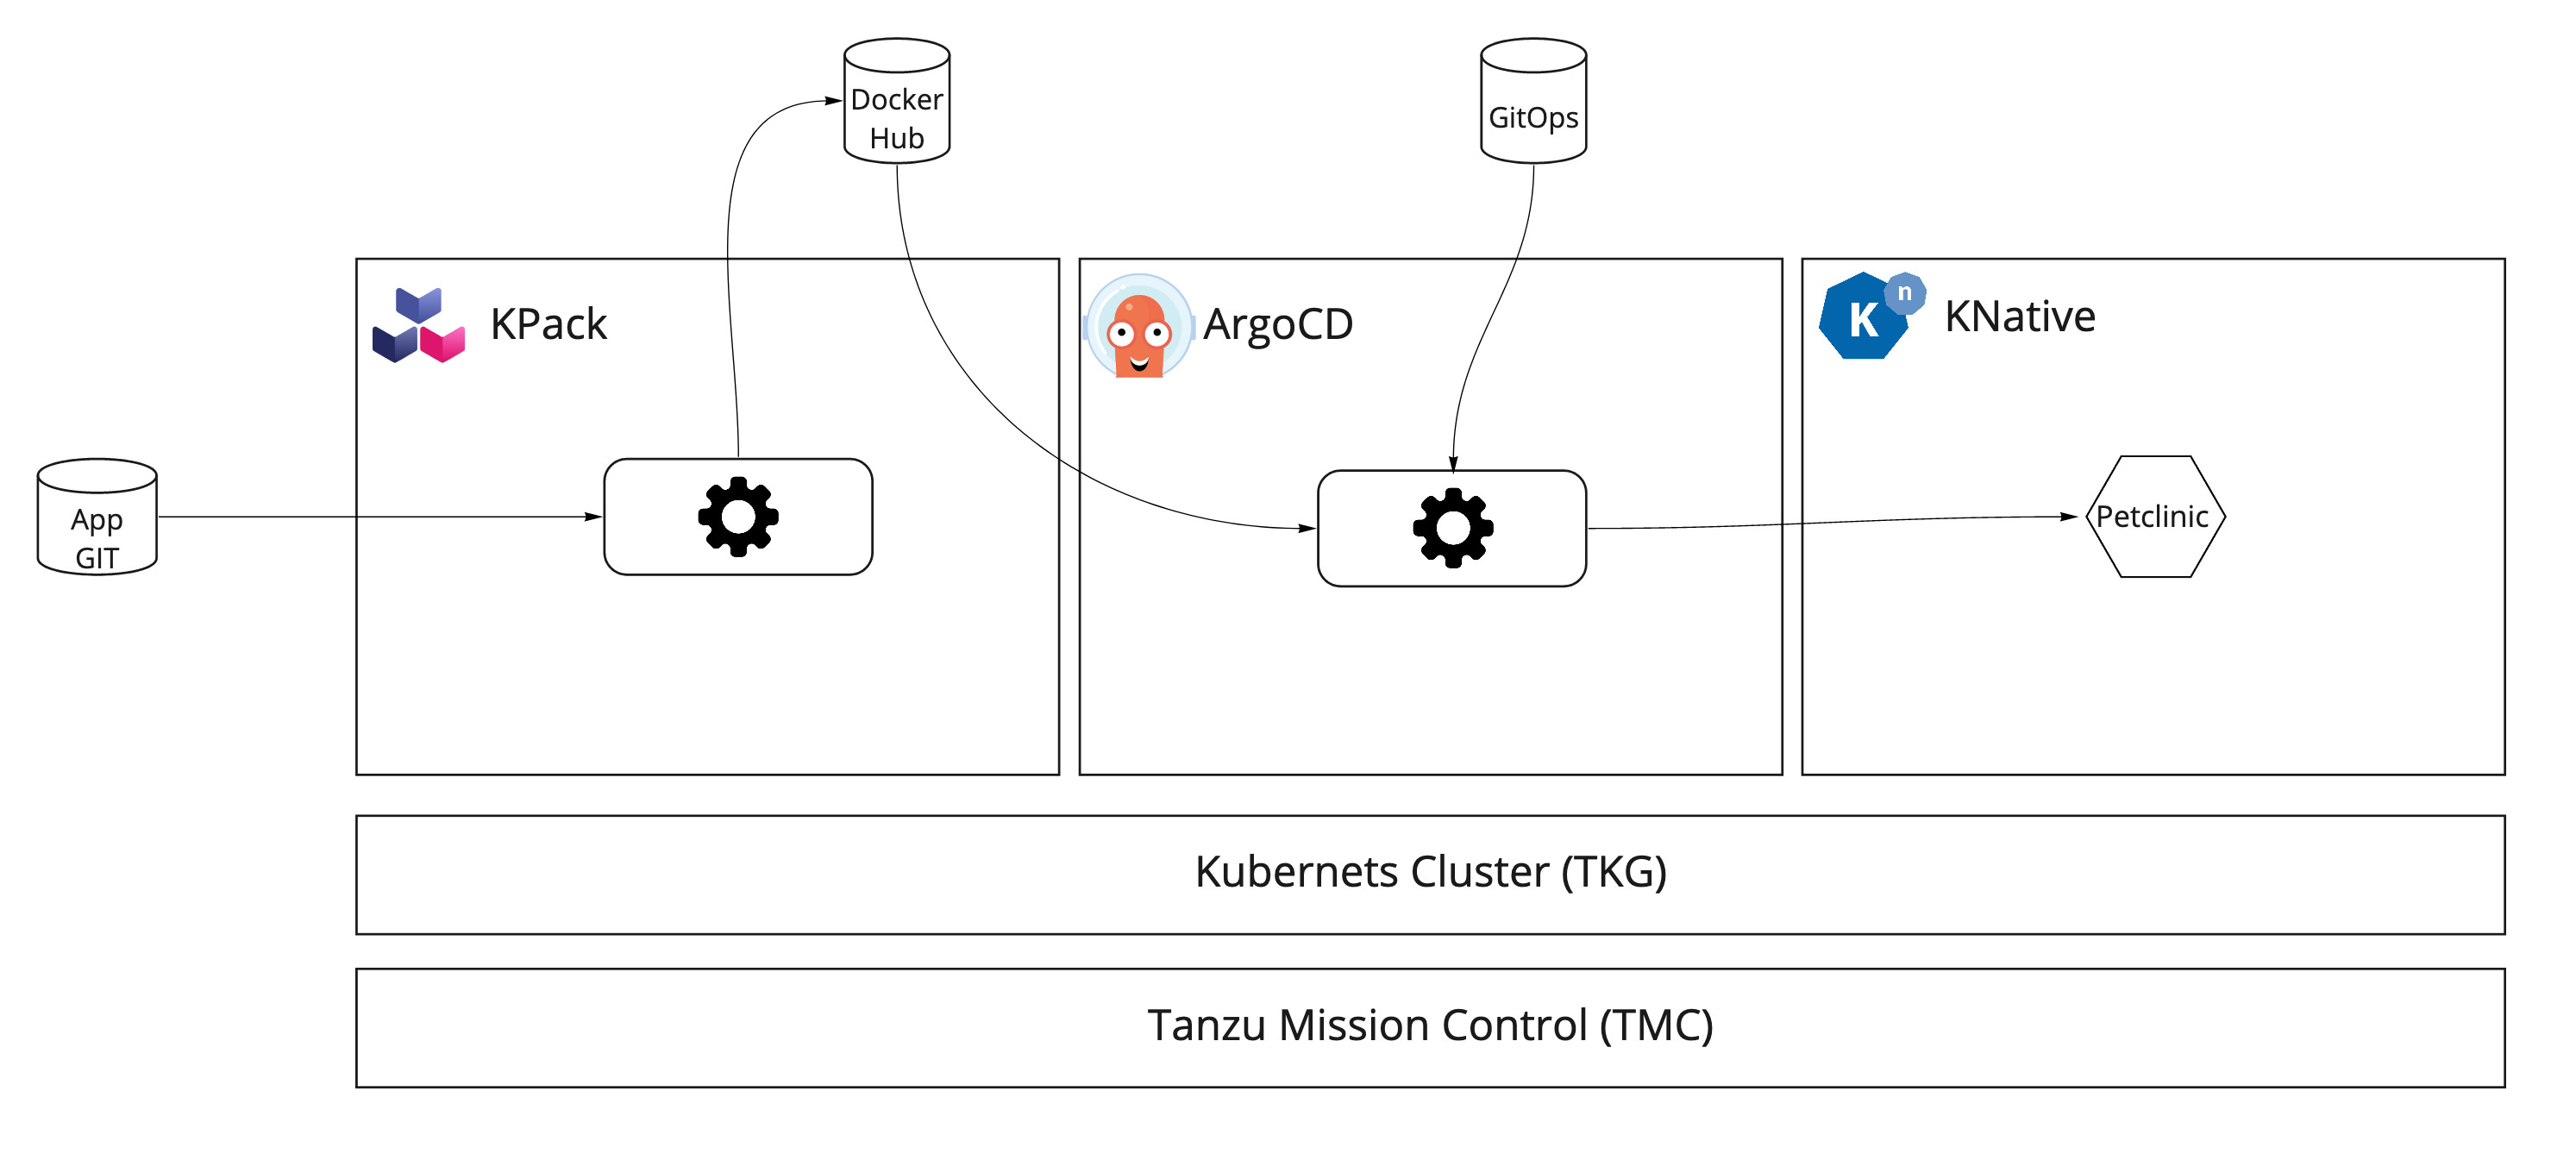 Docker
Hub
GitOps
KPack
ArgoCD
K
n
KNative
App
GIT
Petclinic
Kubernets Cluster (TKG)
Tanzu Mission Control (TMC)